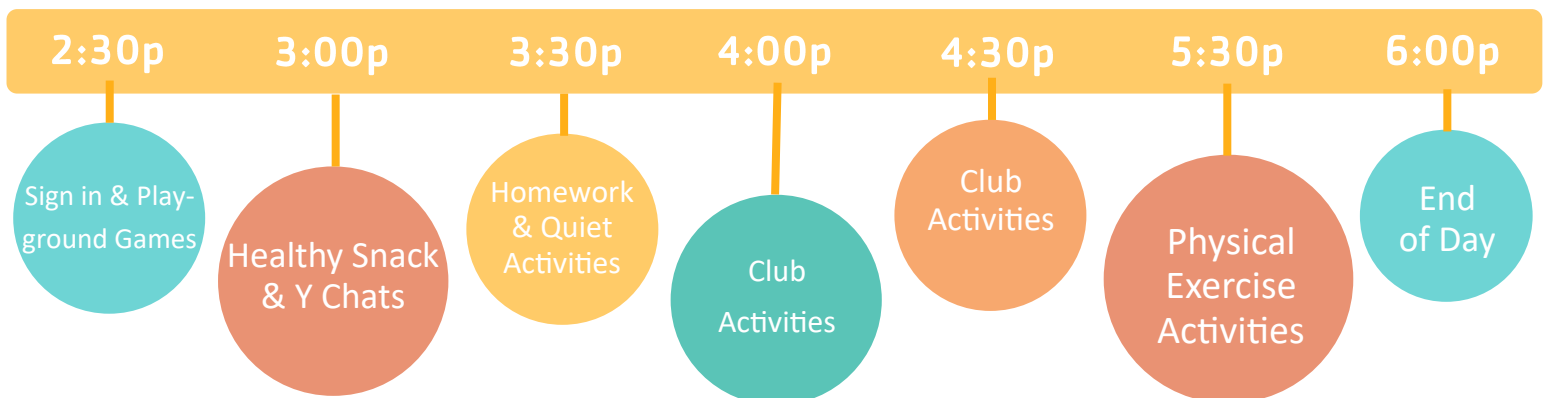 2:30p 3:00p 3:30p 4:00p 4:30p 5:30p 6:00p
Sign in & Play-
ground Games
Healthy Snack
& Y Chats
Homework
& Quiet
Activities
Club
Activities
Club
Activities
Physical
Exercise
Activities
End
of Day